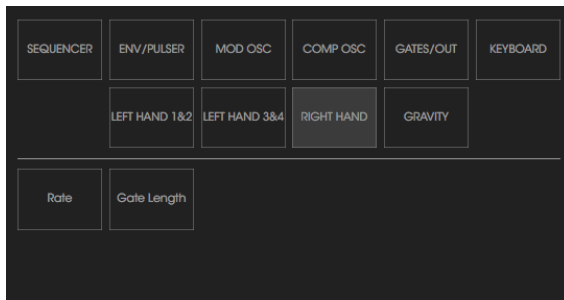 SEQUENCER ENV/PULSER MOD OSC COMP OSC GATES/OUT KEYBOARD
LEFT HAND 1&2 LEFT HAND 3&4 RIGHT HAND GRAVITY
Rate Gate Length